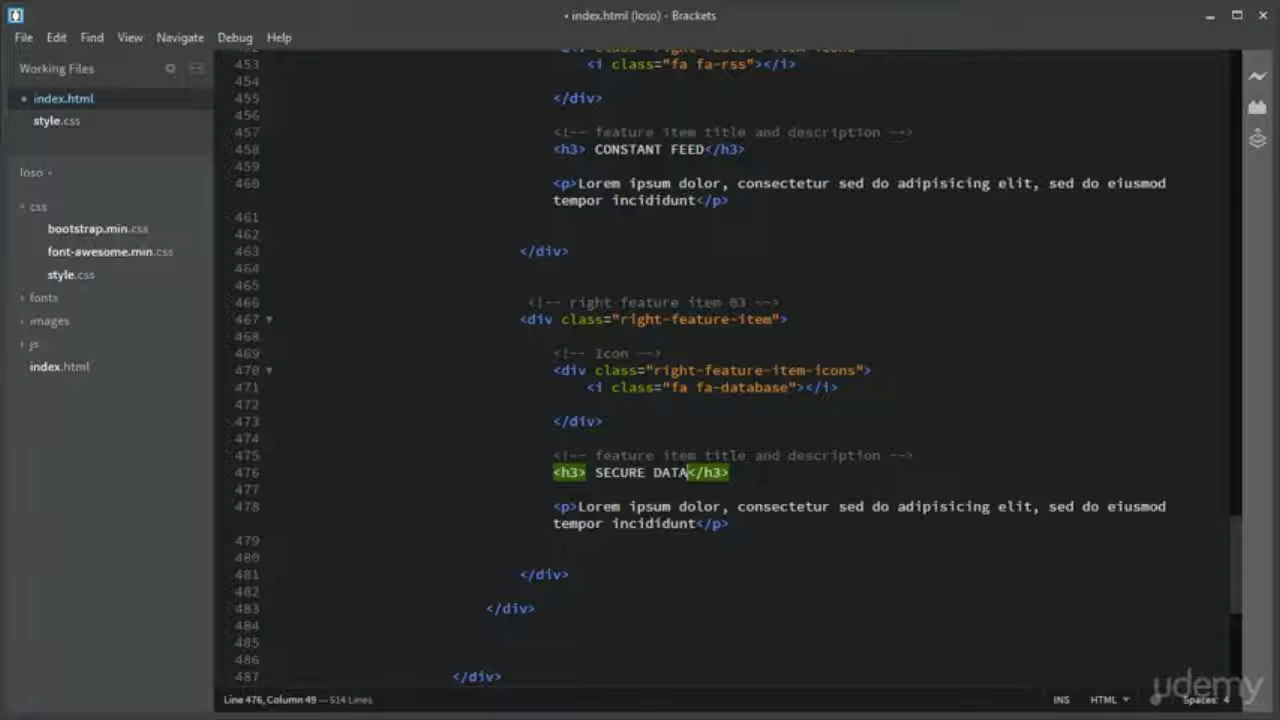 • index.html (loso) - Brackets
File Edit Find View Navigate Debug Help
Working Files
index.html
style.css
loso
css
bootstrap.min.css
font-awesome.min.css
style.css
fonts
images
js
index.html
453 <i class="fa fa-rss"></i>
454
455 </div>
456
457 <!-- feature item title and description -->
458 <h3> CONSTANT FEED</h3>
459
460 <p>Lorem ipsum dolor, consectetur sed do adipisicing elit, sed do eiusmod
tempor incididunt</p>
461
462
463 </div>
464
465
466 <!-- right feature item 03 -->
467 <div class="right-feature-item">
468
469 <!-- Icon -->
470 <div class="right-feature-item-icons">
471 <i class="fa fa-database"></i>
472
473 </div>
474
475 <!-- feature item title and description -->
476 <h3> SECURE DATA</h3>
477
478 <p>Lorem ipsum dolor, consectetur sed do adipisicing elit, sed do eiusmod
tempor incididunt</p>
479
480
481 </div>
482
483 </div>
484
485
486
487 </div>
Line 476, Column 49 — 514 Lines
INS HTML Spaces: 4
udemy